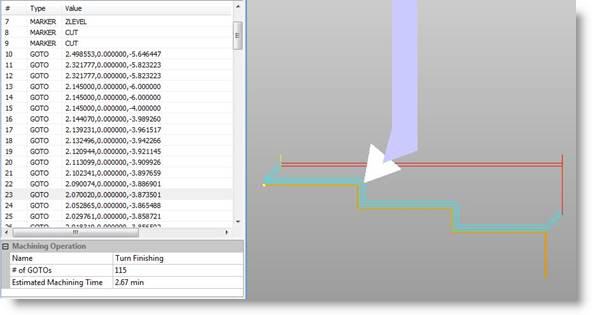 # Type Value
7 MARKER ZLEVEL
8 MARKER CUT
9 MARKER CUT
10 GOTO 2.498553,0.000000,-5.646447
11 GOTO 2.321777,0.000000,-5.823223
12 GOTO 2.321777,0.000000,-5.823223
13 GOTO 2.145000,0.000000,-6.000000
14 GOTO 2.145000,0.000000,-6.000000
15 GOTO 2.145000,0.000000,-4.000000
16 GOTO 2.144070,0.000000,-3.989260
17 GOTO 2.139231,0.000000,-3.961517
18 GOTO 2.132496,0.000000,-3.942266
19 GOTO 2.120944,0.000000,-3.921145
20 GOTO 2.113099,0.000000,-3.909926
21 GOTO 2.102341,0.000000,-3.897659
22 GOTO 2.090074,0.000000,-3.886901
23 GOTO 2.070020,0.000000,-3.873501
24 GOTO 2.052865,0.000000,-3.865488
25 GOTO 2.029761,0.000000,-3.858721
Machining Operation
Name Turn Finishing
# of GOTOs 115
Estimated Machining Time 2.67 min